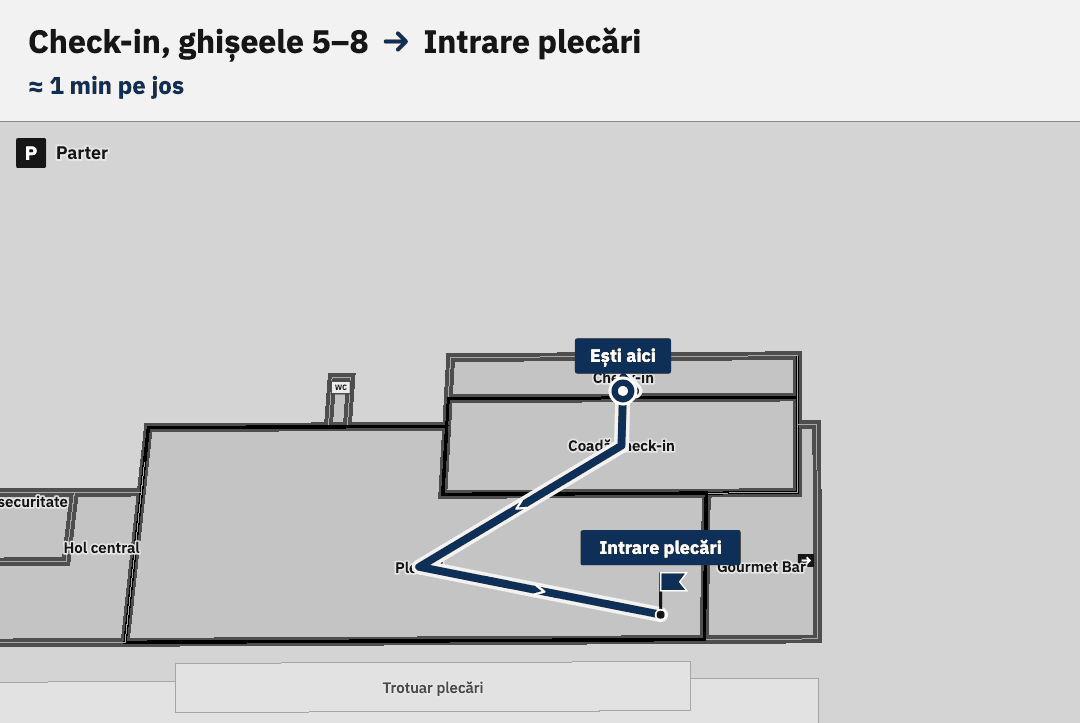 Check-in, ghișeele 5–8 → Intrare plecări
≈ 1 min pe jos
P Parter
Ești aici
WC
Coadă
securitate
Hol central
Intrare plecări
Gourmet Bar
Trotuar plecări